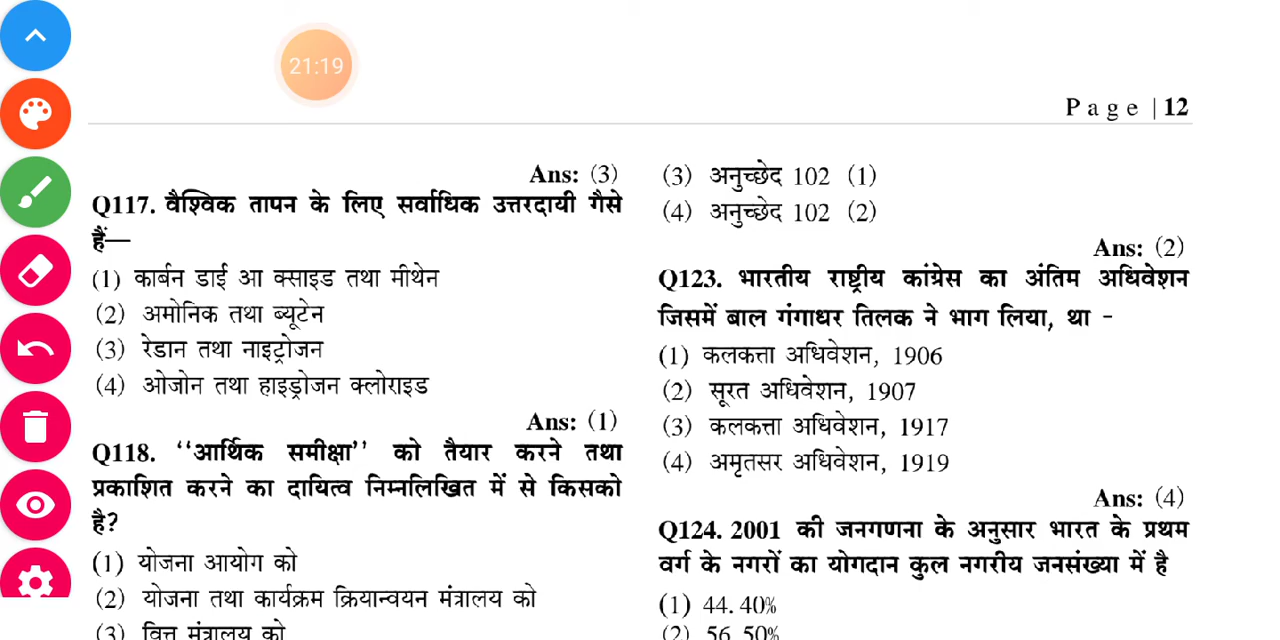 21:19
Page |12
Ans: (3)
Q117. वैश्विक तापन के लिए सर्वाधिक उत्तरदायी गैसे
हैं—
(1) कार्बन डाई आ क्साइड तथा मीथेन
(2) अमोनिक तथा ब्यूटेन
(3) रेडान तथा नाइट्रोजन
(4) ओजोन तथा हाइड्रोजन क्लोराइड
Ans: (1)
Q118. ‘‘आर्थिक समीक्षा’’ को तैयार करने तथा
प्रकाशित करने का दायित्व निम्नलिखित में से किसको
है?
(1) योजना आयोग को
(2) योजना तथा कार्यक्रम क्रियान्वयन मंत्रालय को
(3) वित्त मंत्रालय को
(3) अनुच्छेद 102 (1)
(4) अनुच्छेद 102 (2)
Ans: (2)
Q123. भारतीय राष्ट्रीय कांग्रेस का अंतिम अधिवेशन
जिसमें बाल गंगाधर तिलक ने भाग लिया, था -
(1) कलकत्ता अधिवेशन, 1906
(2) सूरत अधिवेशन, 1907
(3) कलकत्ता अधिवेशन, 1917
(4) अमृतसर अधिवेशन, 1919
Ans: (4)
Q124. 2001 की जनगणना के अनुसार भारत के प्रथम
वर्ग के नगरों का योगदान कुल नगरीय जनसंख्या में है
(1) 44.40%
(2) 56.50%